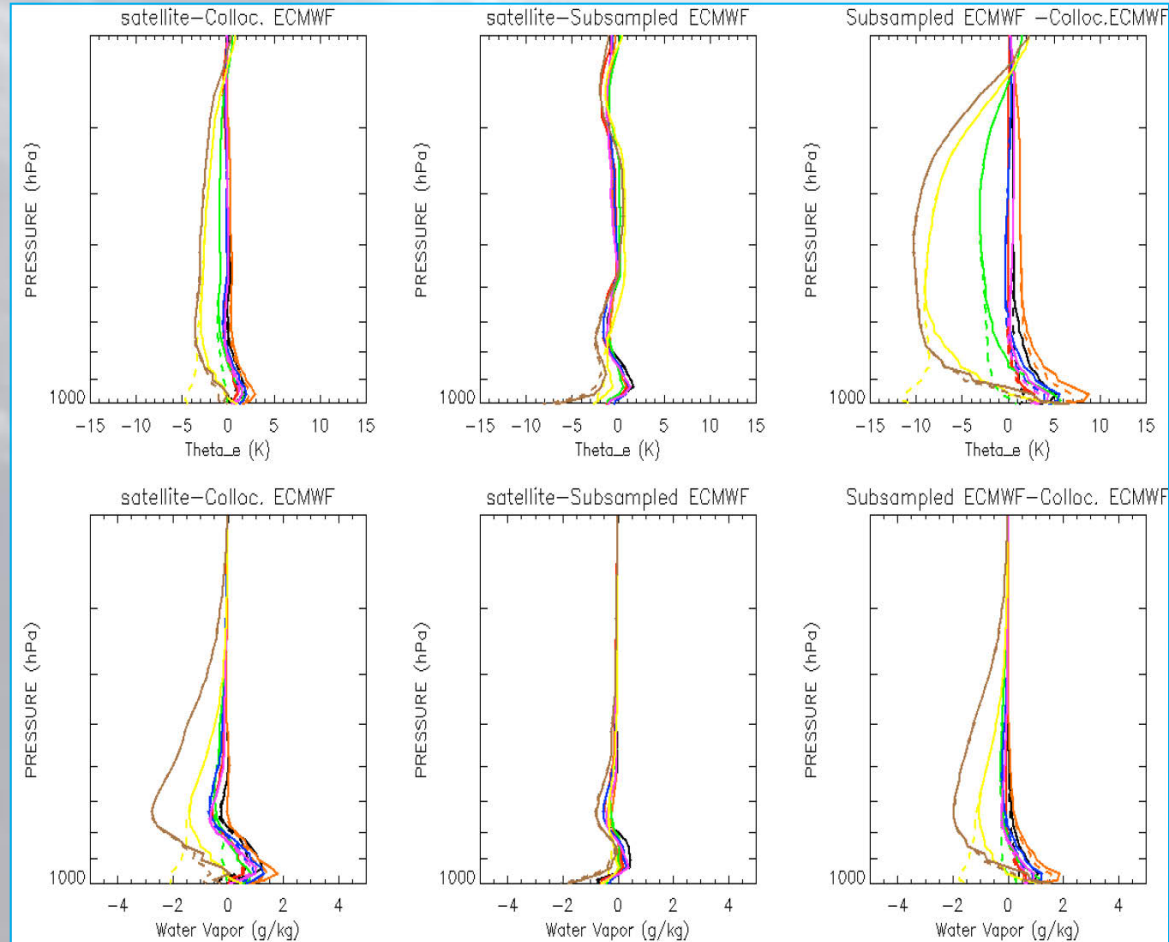 satellite-Colloc. ECMWF
satellite-Subsampled ECMWF
Subsampled ECMWF -Colloc.ECMWF
PRESSURE (hPa)
PRESSURE (hPa)
PRESSURE (hPa)
1000
1000
1000
-15 -10 -5 0 5 10 15
-15 -10 -5 0 5 10 15
-15 -10 -5 0 5 10 15
Theta_e (K)
Theta_e (K)
Theta_e (K)
satellite-Colloc. ECMWF
satellite-Subsampled ECMWF
Subsampled ECMWF-Colloc. ECMWF
PRESSURE (hPa)
PRESSURE (hPa)
PRESSURE (hPa)
1000
1000
1000
-4 -2 0 2 4
-4 -2 0 2 4
-4 -2 0 2 4
Water Vapor (g/kg)
Water Vapor (g/kg)
Water Vapor (g/kg)